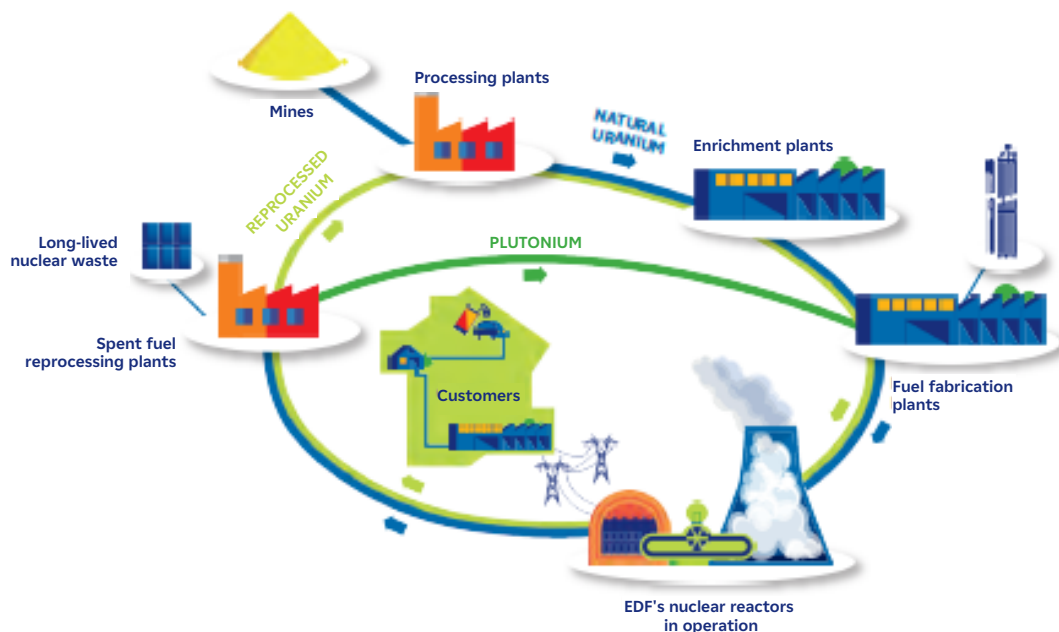 Processing plants
Mines
NATURAL
URANIUM
Enrichment plants
REPROCESSED
URANIUM
Long-lived
nuclear waste
PLUTONIUM
Spent fuel
reprocessing plants
Customers
Fuel fabrication
plants
EDF's nuclear reactors
in operation